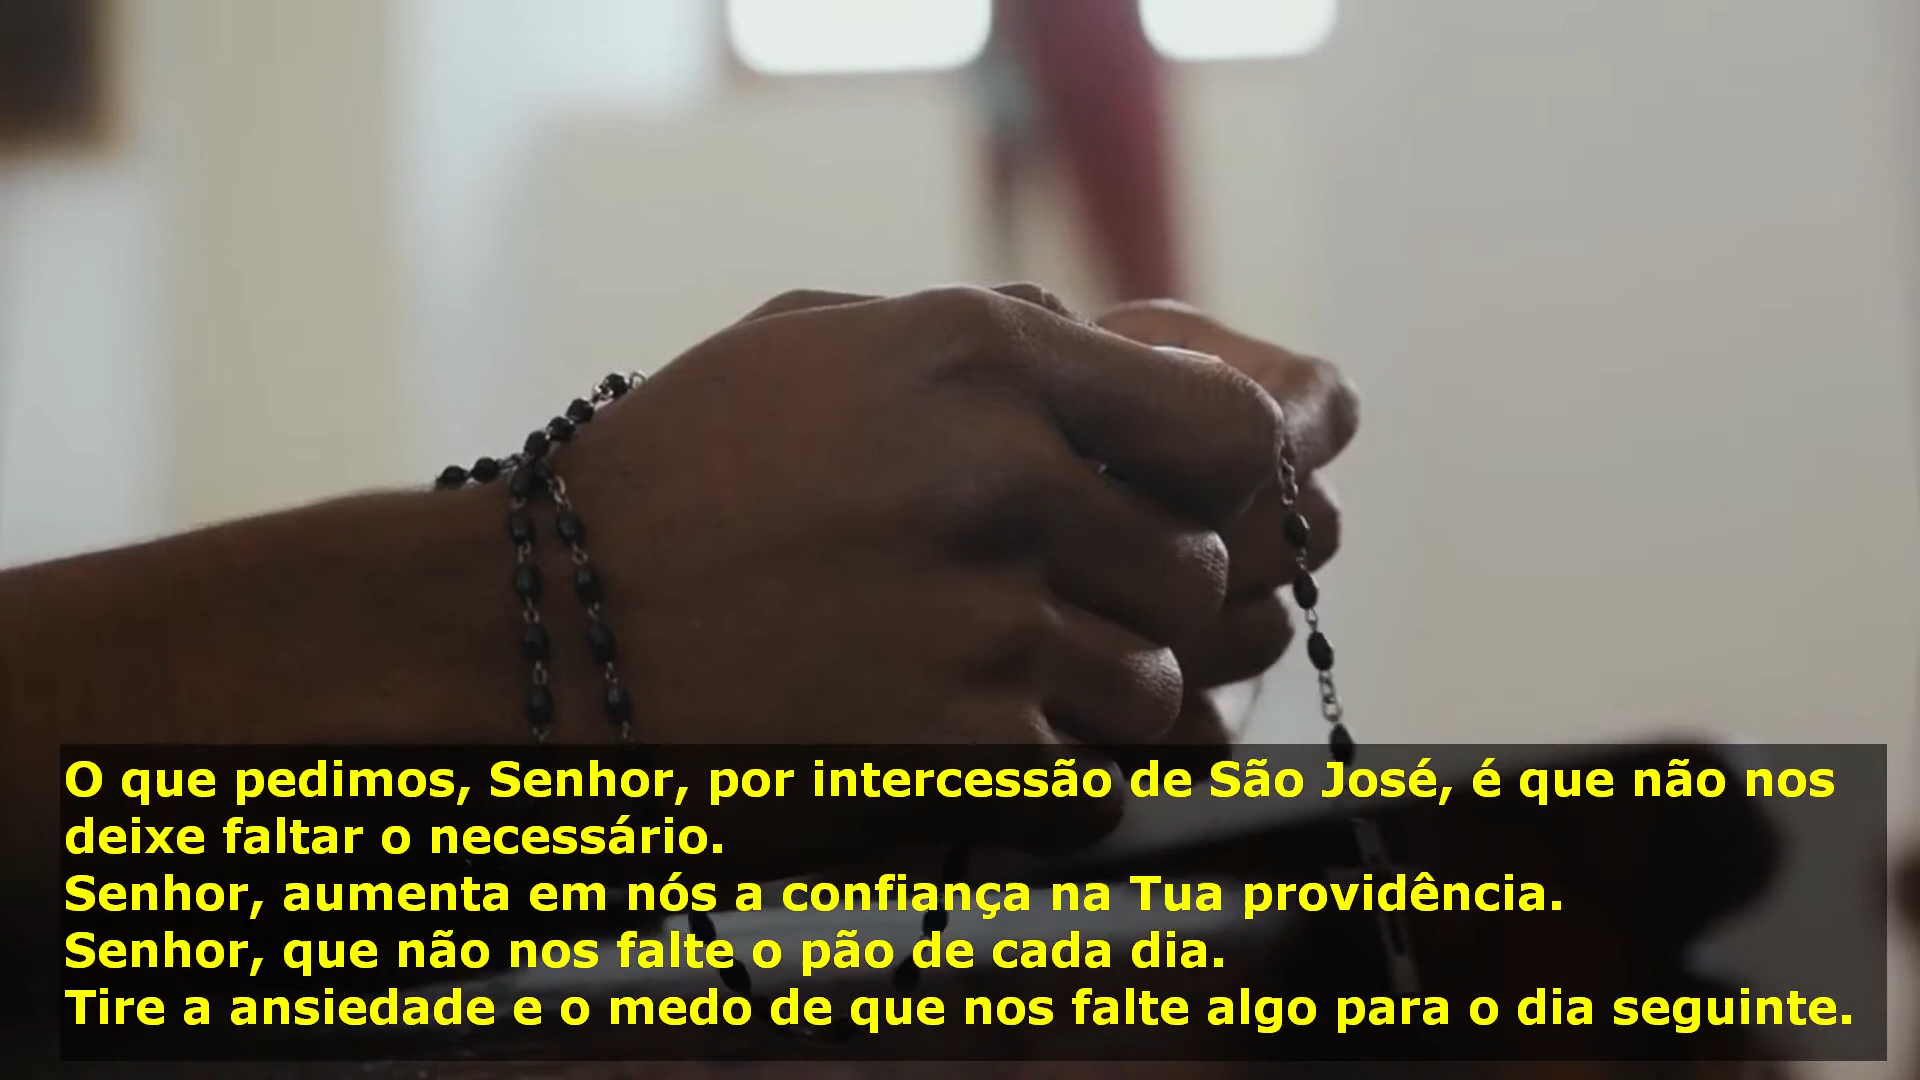 O que pedimos, Senhor, por intercessão de São José, é que não nos
deixe faltar o necessário.
Senhor, aumenta em nós a confiança na Tua providência.
Senhor, que não nos falte o pão de cada dia.
Tire a ansiedade e o medo de que nos falte algo para o dia seguinte.